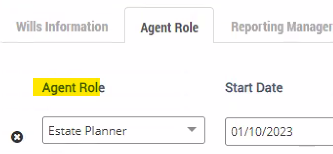 Wills Information Agent Role Reporting Manager
Agent Role Start Date
Estate Planner 01/10/2023